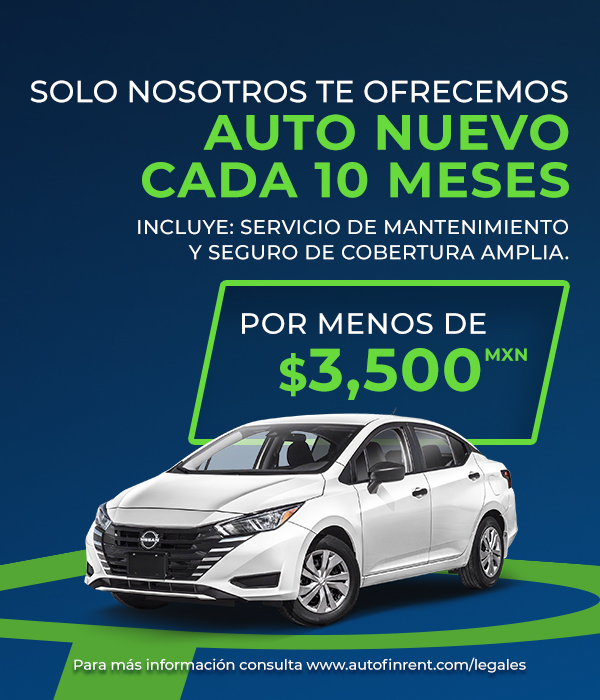 SOLO NOSOTROS TE OFRECEMOS
AUTO NUEVO
CADA 10 MESES
INCLUYE: SERVICIO DE MANTENIMIENTO
Y SEGURO DE COBERTURA AMPLIA.
POR MENOS DE
$3,500 MXN
NISSAN
Para más información consulta www.autofinrent.com/legales